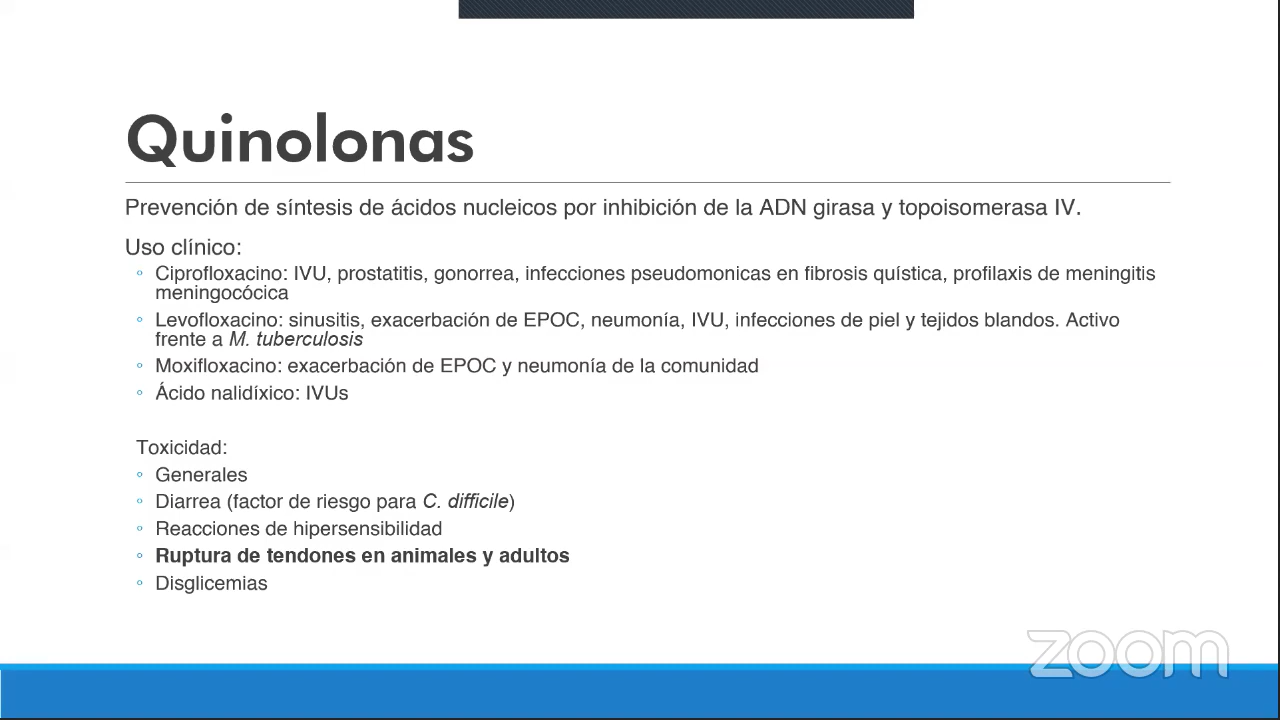 Quinolonas
Prevención de síntesis de ácidos nucleicos por inhibición de la ADN girasa y topoisomerasa IV.
Uso clínico:
◦ Ciprofloxacino: IVU, prostatitis, gonorrea, infecciones pseudomonicas en fibrosis quística, profilaxis de meningitis
meningocócica
◦ Levofloxacino: sinusitis, exacerbación de EPOC, neumonía, IVU, infecciones de piel y tejidos blandos. Activo
frente a M. tuberculosis
◦ Moxifloxacino: exacerbación de EPOC y neumonía de la comunidad
◦ Ácido nalidíxico: IVUs
Toxicidad:
◦ Generales
◦ Diarrea (factor de riesgo para C. difficile)
◦ Reacciones de hipersensibilidad
◦ Ruptura de tendones en animales y adultos
◦ Disglicemias
zoom